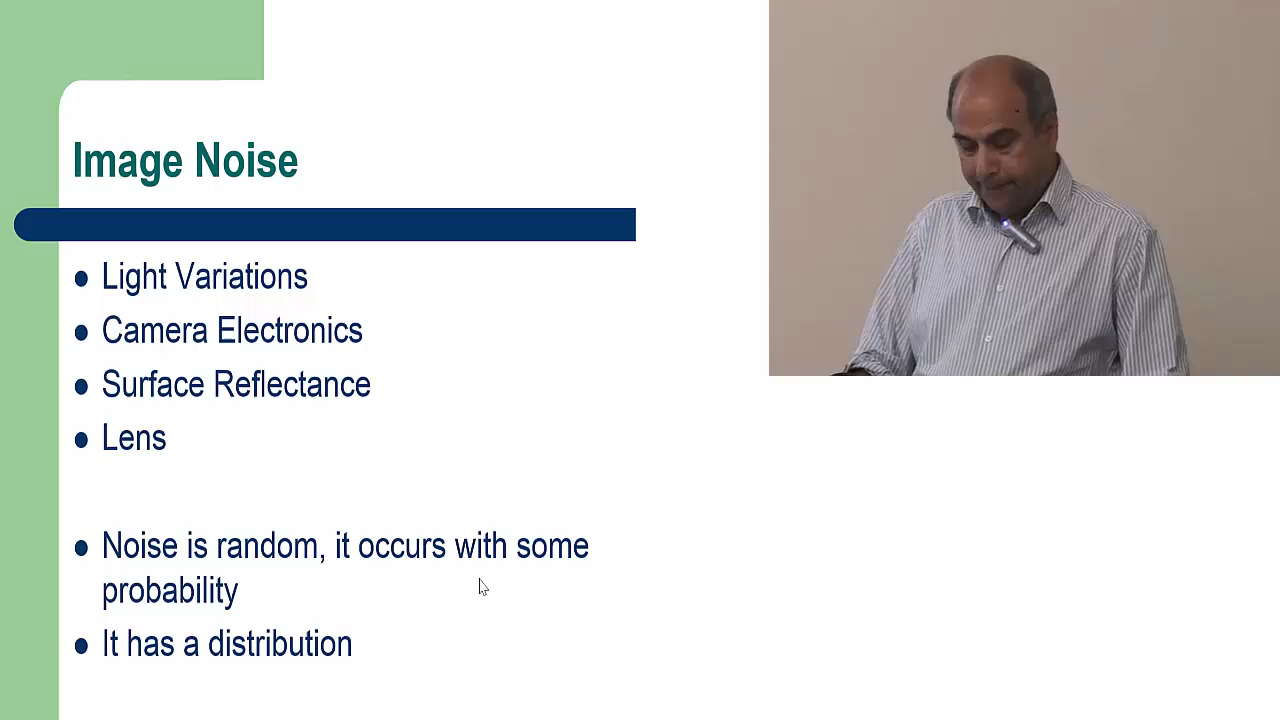 Image Noise
Light Variations
Camera Electronics
Surface Reflectance
Lens
Noise is random, it occurs with some
probability
It has a distribution